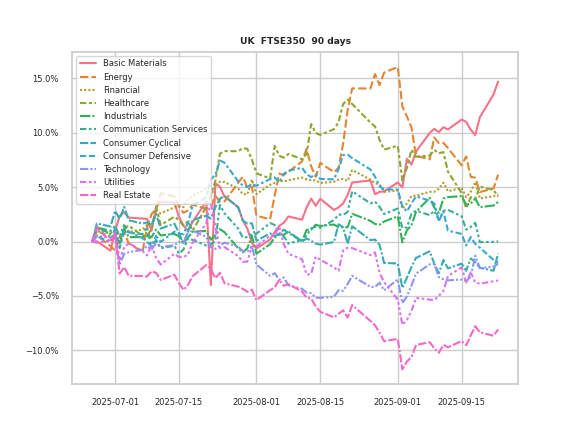 UK  FTSE350  90 days
15.0%
10.0%
5.0%
0.0%
−5.0%
−10.0%
Basic Materials
Energy
Financial
Healthcare
Industrials
Communication Services
Consumer Cyclical
Consumer Defensive
Technology
Utilities
Real Estate
2025-07-01 2025-07-15 2025-08-01 2025-08-15 2025-09-01 2025-09-15